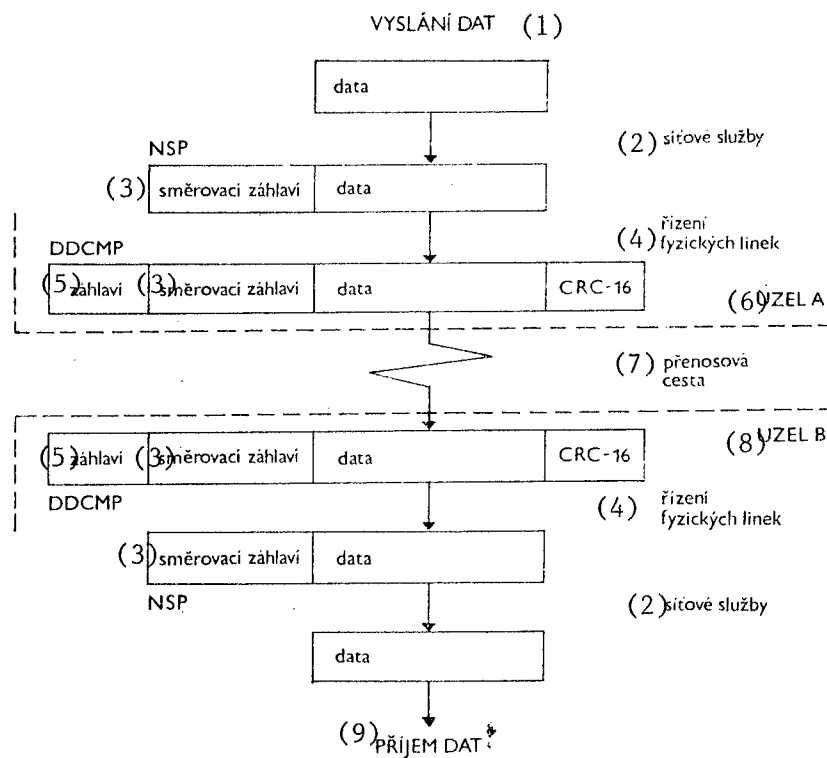 VYSLÁNÍ DAT (1)
data
(2) síťové služby
NSP
(3) směrovací záhlaví data
(4) řízení
fyzických linek
DDCMP
(5) záhlaví (3) směrovací záhlaví data CRC-16
(6) UZEL A
(7) přenosová
cesta
(8) UZEL B
(5) záhlaví (3) směrovací záhlaví data CRC-16
DDCMP
(4) řízení
fyzických linek
(3) směrovací záhlaví data
NSP
(2) síťové služby
data
(9) PŘÍJEM DAT